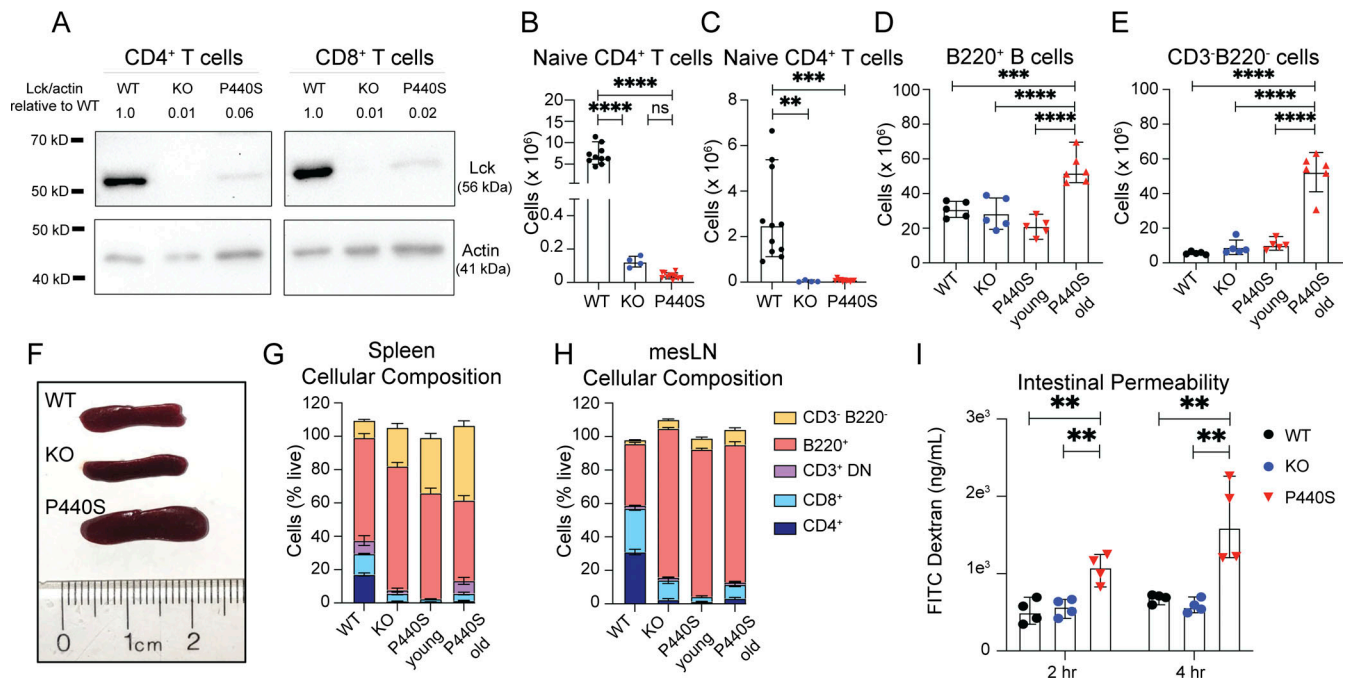 A
CD4⁺ T cells
CD8⁺ T cells
Lck/actin
relative to WT
WT KO P440S
WT KO P440S
1.0 0.01 0.06
1.0 0.01 0.02
70 kD
50 kD
Lck
(56 kDa)
50 kD
40 kD
Actin
(41 kDa)
B
Naive CD4⁺ T cells
****
**** ns
Cells (x 10⁶)
20
15
10
5
0.4
0.2
0
WT KO P440S
C
Naive CD4⁺ T cells
***
**
Cells (x 10⁶)
8
6
4
2
0
WT KO P440S
D
B220⁺ B cells
***
****
****
Cells (x 10⁶)
100
80
60
40
20
0
WT
KO
P440S
young
P440S
old
E
CD3⁻B220⁻ cells
****
****
****
Cells (x 10⁶)
100
80
60
40
20
0
WT
KO
P440S
young
P440S
old
F
WT
KO
P440S
0 1cm 2
G
Spleen
Cellular Composition
Cells (% live)
120
100
80
60
40
20
0
WT
KO
P440S
young
P440S
old
H
mesLN
Cellular Composition
Cells (% live)
120
100
80
60
40
20
0
WT
KO
P440S
young
P440S
old
CD3⁻ B220⁻
B220⁺
CD3⁺ DN
CD8⁺
CD4⁺
I
Intestinal Permeability
**
**
**
**
FITC Dextran (ng/mL)
3e³
2e³
1e³
0
2 hr 4 hr
WT
KO
P440S